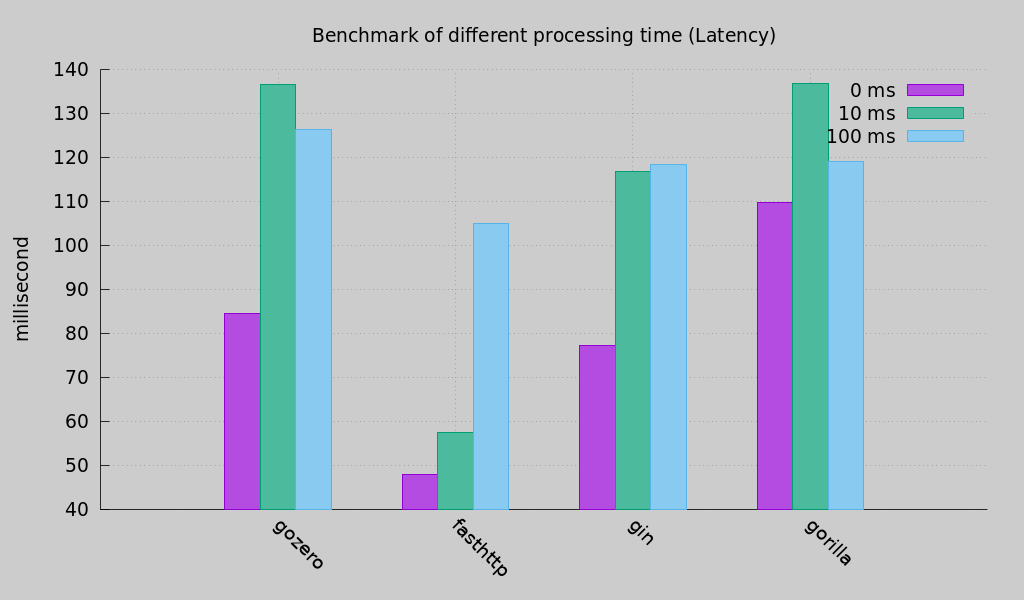 Benchmark of different processing time (Latency)
140
130
120
110
100
90
80
70
60
50
40
millisecond
0 ms
10 ms
100 ms
gozero
fasthttp
gin
gorilla